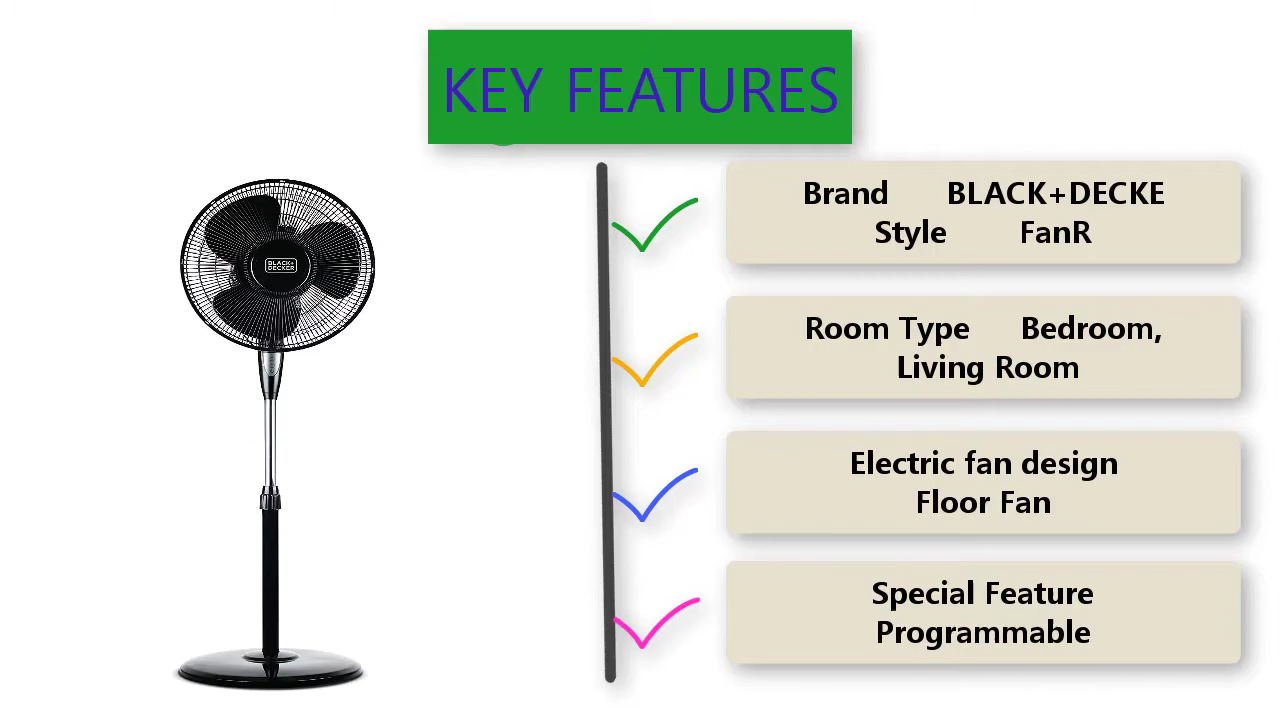 KEY FEATURES
BLACK+
DECKER
Brand BLACK+DECKE
Style FanR
Room Type Bedroom,
Living Room
Electric fan design
Floor Fan
Special Feature
Programmable